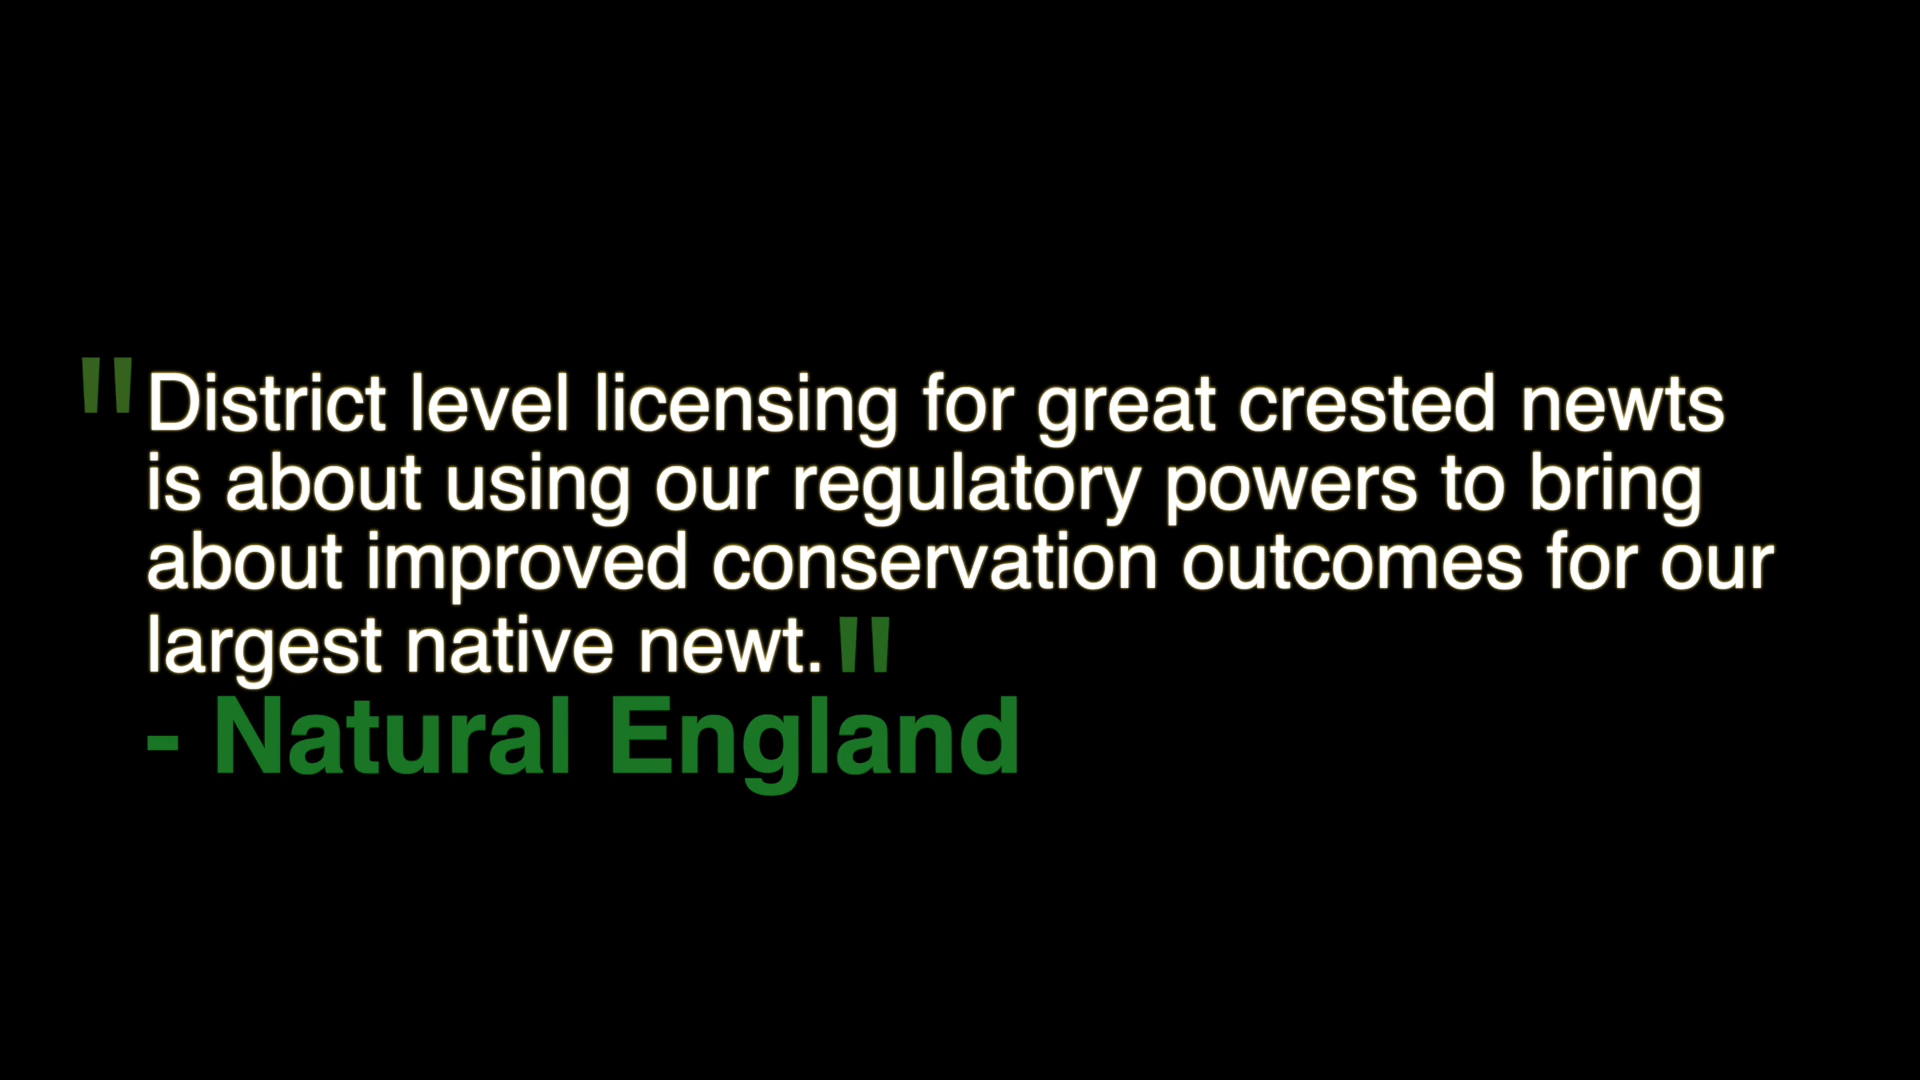 "District level licensing for great crested newts
is about using our regulatory powers to bring
about improved conservation outcomes for our
largest native newt."
- Natural England